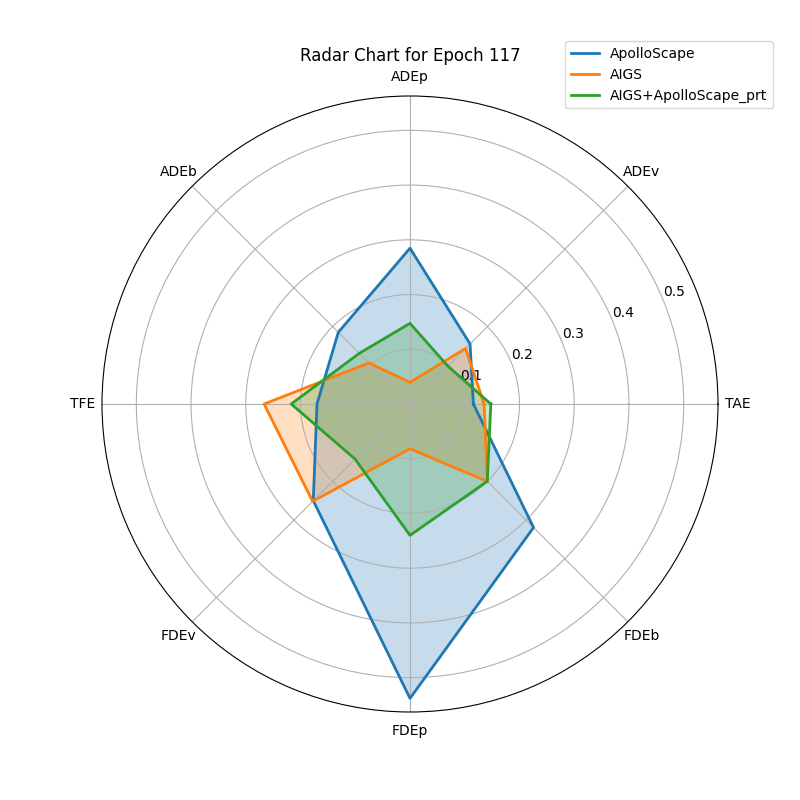 Radar Chart for Epoch 117
ApolloScape
AIGS
AIGS+ApolloScape_prt
ADEp
ADEb
ADEv
0.5
0.4
0.3
0.2
0.1
TFE
TAE
FDEv
FDEb
FDEp